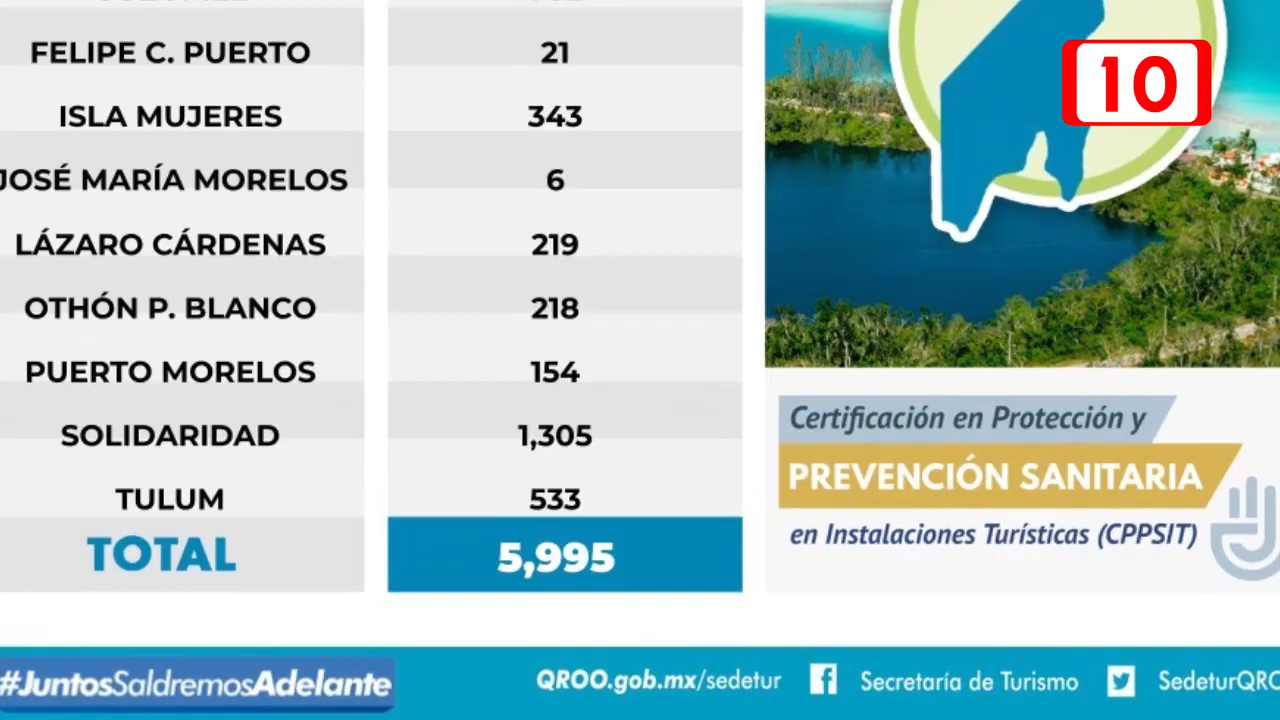 FELIPE C. PUERTO 21
ISLA MUJERES 343
JOSÉ MARÍA MORELOS 6
LÁZARO CÁRDENAS 219
OTHÓN P. BLANCO 218
PUERTO MORELOS 154
SOLIDARIDAD 1,305
TULUM 533
TOTAL 5,995
10
Certificación en Protección y
PREVENCIÓN SANITARIA
en Instalaciones Turísticas (CPPSIT)
#JuntosSaldremosAdelante
QROO.gob.mx/sedetur
Secretaría de Turismo
SedeturQRO